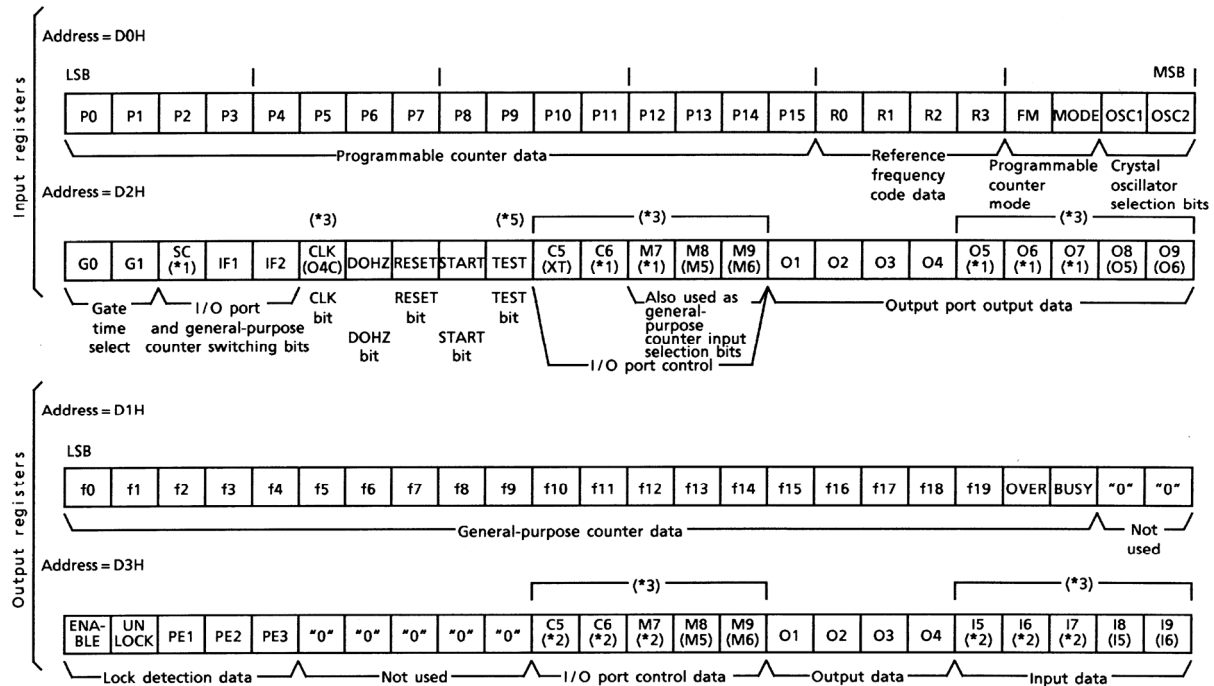 Input registers
Address = D0H
LSB MSB
P0 P1 P2 P3 P4 P5 P6 P7 P8 P9 P10 P11 P12 P13 P14 P15 R0 R1 R2 R3 FM MODE OSC1 OSC2
Programmable counter data
Reference frequency code data
Programmable counter mode
Crystal oscillator selection bits
Address = D2H
(*3) (*5) (*3) (*3)
G0 G1 SC (*1) IF1 IF2 CLK (O4C) DOHZ RESET START TEST C5 (XT) C6 (*1) M7 (*1) M8 (M5) M9 (M6) O1 O2 O3 O4 O5 (*1) O6 (*1) O7 (*1) O8 (O5) O9 (O6)
Gate time select
I/O port and general-purpose counter switching bits
CLK bit
DOHZ bit
RESET bit
START bit
TEST bit
Also used as general-purpose counter input selection bits
I/O port control
Output port output data
Output registers
Address = D1H
LSB
f0 f1 f2 f3 f4 f5 f6 f7 f8 f9 f10 f11 f12 f13 f14 f15 f16 f17 f18 f19 OVER BUSY "0" "0"
General-purpose counter data
Not used
Address = D3H
(*3) (*3)
ENA-BLE UN LOCK PE1 PE2 PE3 "0" "0" "0" "0" "0" C5 (*2) C6 (*2) M7 (*2) M8 (M5) M9 (M6) O1 O2 O3 O4 I5 (*2) I6 (*2) I7 (*2) I8 (I5) I9 (I6)
Lock detection data
Not used
I/O port control data
Output data
Input data